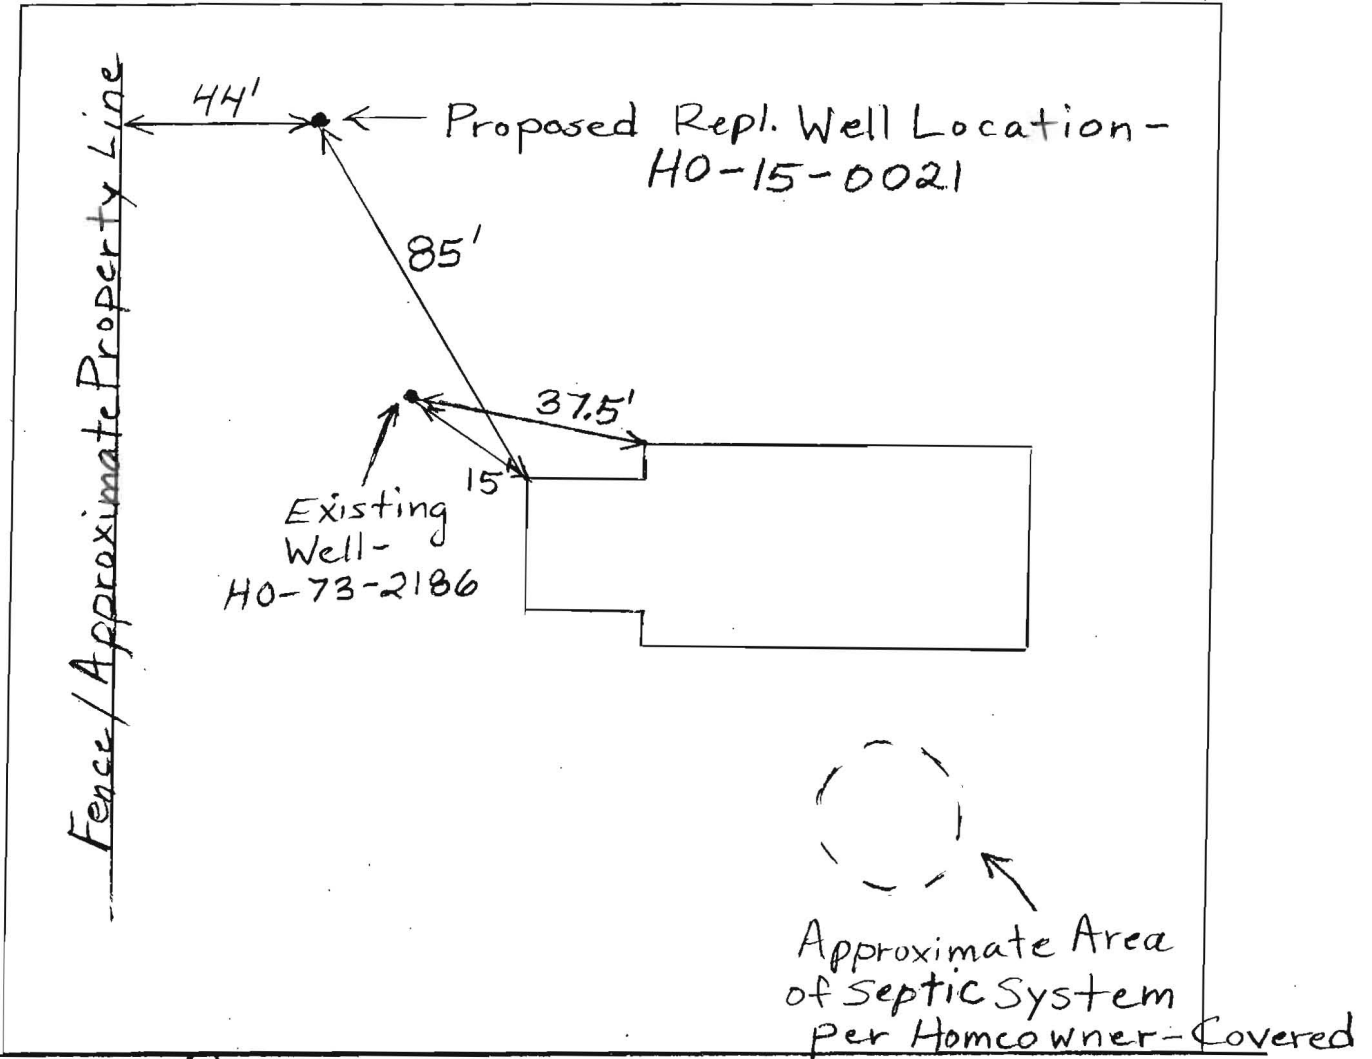 44'
Proposed Repl. Well Location-
HO-15-0021
85'
Fence/Approximate Property Line
37.5'
15'
Existing
Well-
HO-73-2186
Approximate Area
of Septic System
per Homeowner-Covered